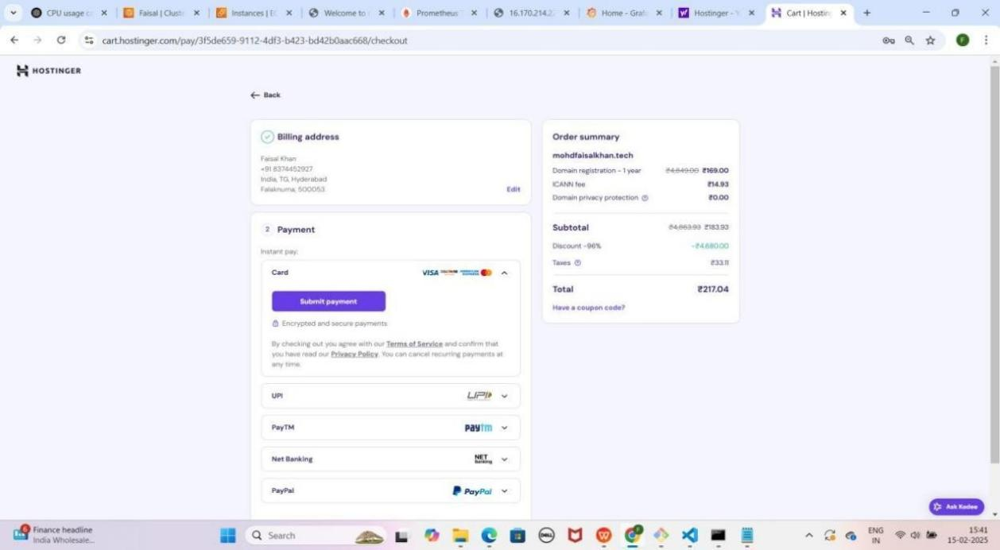 CPU usage co
Faisal | Cluste
Instances | EC
Welcome to n
Prometheus T
16.170.214.2
Home - Grafa
Hostinger - Y
Cart | Hosting
cart.hostinger.com/pay/3f5de659-9112-4df3-b423-bd42b0aac668/checkout
F
HOSTINGER
← Back
Billing address
Faisal Khan
+91 8374452927
India, TG, Hyderabad
Falaknuma, 500053
Edit
2 Payment
Instant pay:
Card VISA
Submit payment
Encrypted and secure payments
By checking out you agree with our Terms of Service and confirm that
you have read our Privacy Policy. You can cancel recurring payments at
any time.
UPI UPI
PayTM paytm
Net Banking NET Banking
PayPal PayPal
Order summary
mohdfaisalkhan.tech
Domain registration - 1 year ₹4,849.00 ₹169.00
ICANN fee ₹14.93
Domain privacy protection ₹0.00
Subtotal ₹4,863.93 ₹183.93
Discount -96% -₹4,680.00
Taxes ₹33.11
Total ₹217.04
Have a coupon code?
Ask Kodee
6
Finance headline
India Wholesale...
Search
DELL
ENG
IN
15:41
15-02-2025